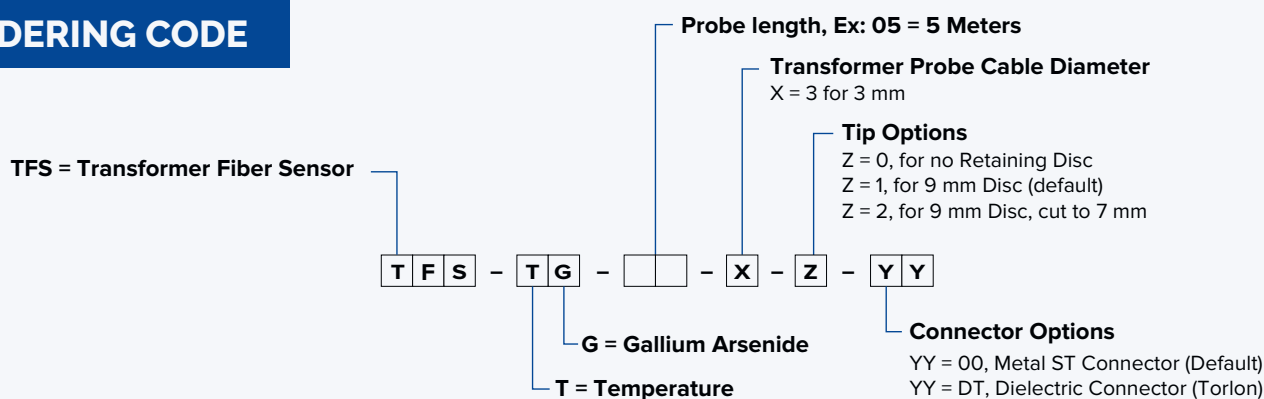 DERING CODE
Probe length, Ex: 05 = 5 Meters
Transformer Probe Cable Diameter
X = 3 for 3 mm
Tip Options
Z = 0, for no Retaining Disc
Z = 1, for 9 mm Disc (default)
Z = 2, for 9 mm Disc, cut to 7 mm
TFS = Transformer Fiber Sensor
T F S – T G – – X – Z – Y Y
G = Gallium Arsenide
T = Temperature
Connector Options
YY = 00, Metal ST Connector (Default)
YY = DT, Dielectric Connector (Torlon)